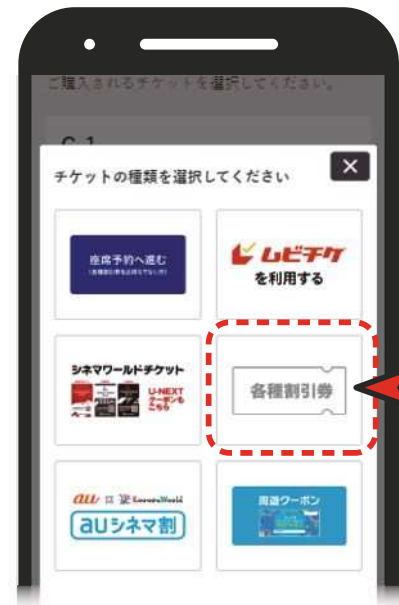 ご購入されるチケットを選択してください。
チケットの種類を選択してください
×
座席予約へ進む
ムビチケ
を利用する
シネマワールドチケット
U-NEXT
クーポンも
こちら
各種割引券
au
auシネマ割
周遊クーポン